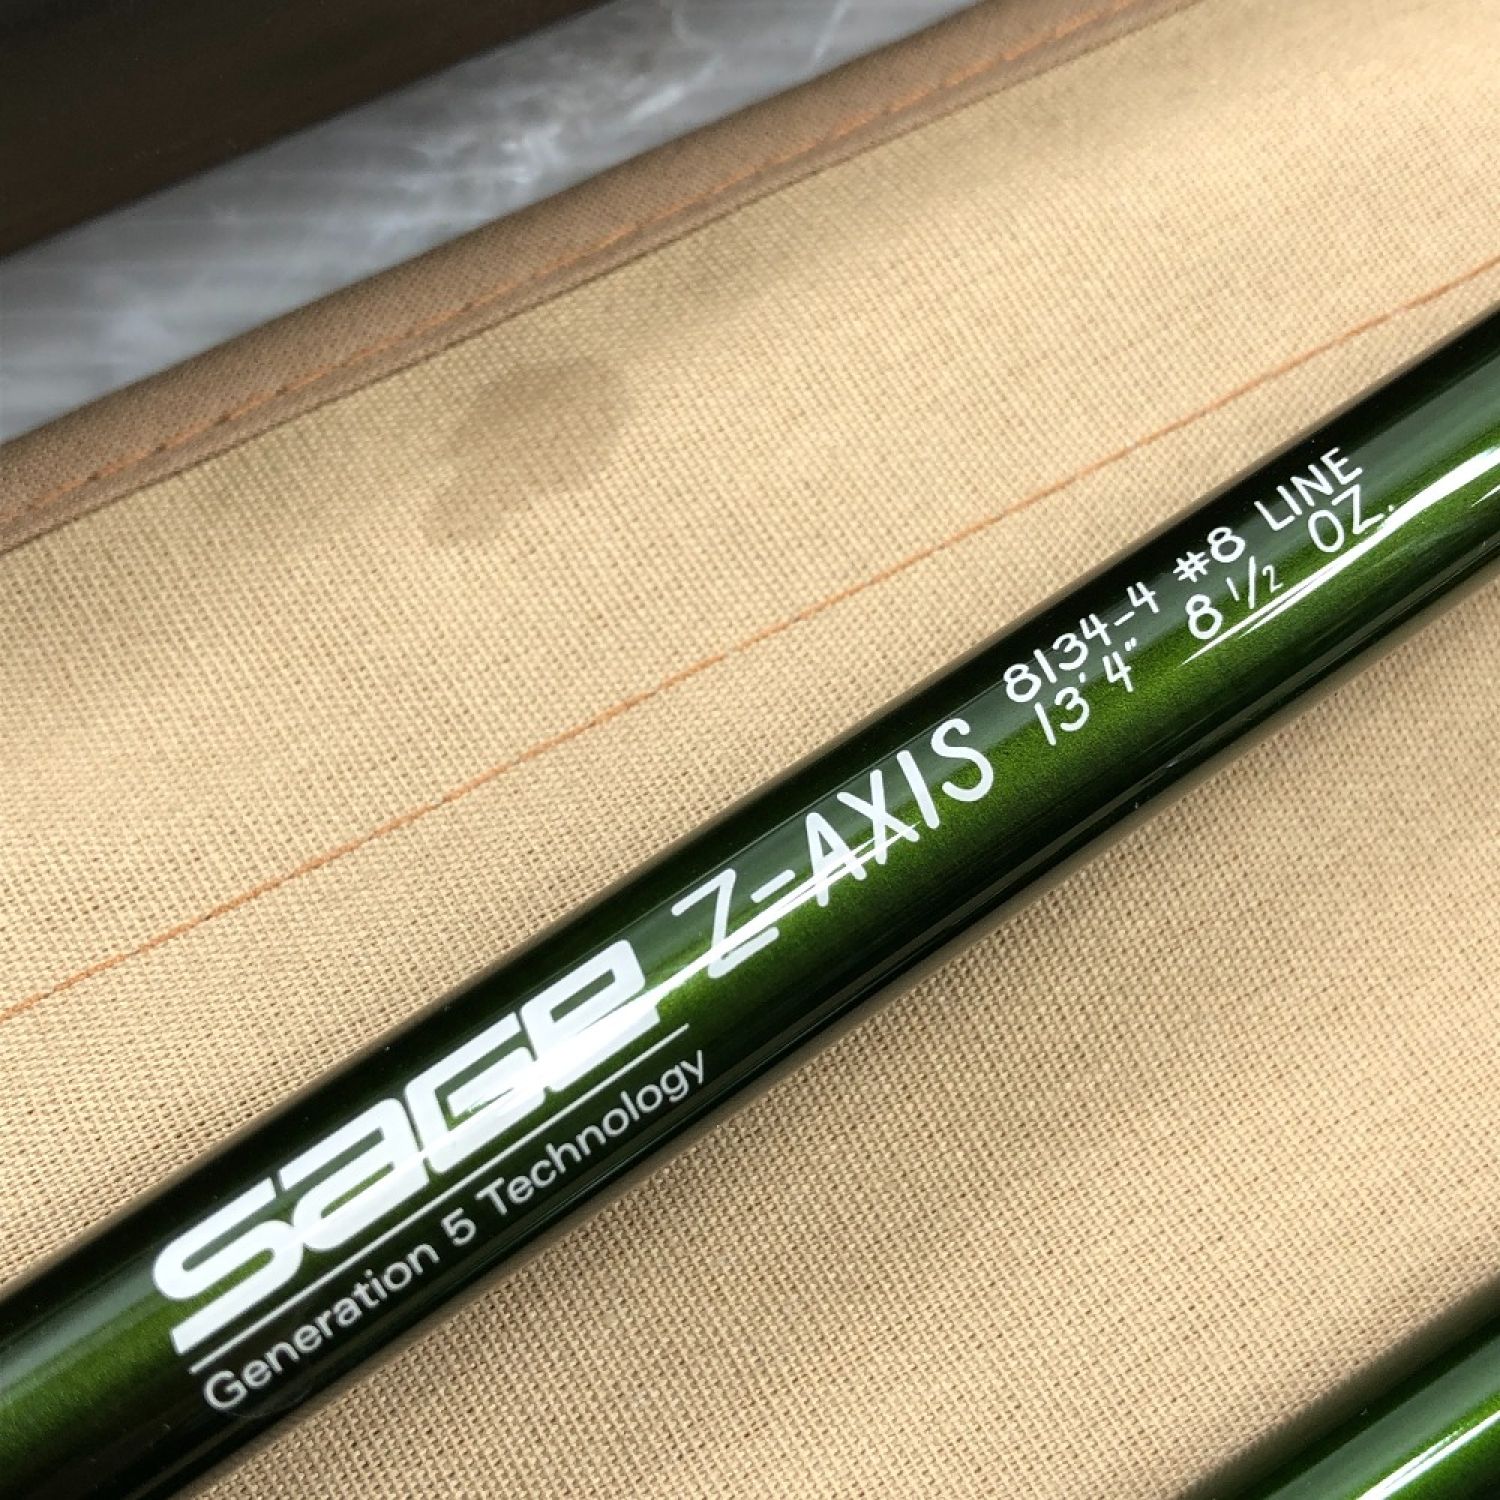 SAGE Z-AXIS 8134-4 #8 LINE
13' 4" 8 1/2 OZ.
Generation 5 Technology